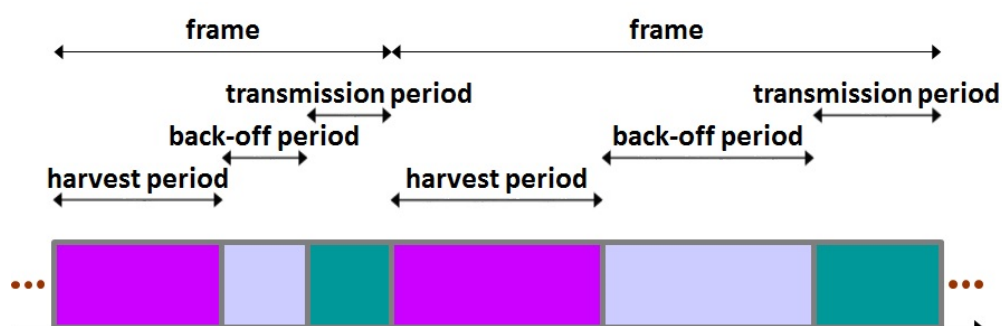 frame frame
transmission period transmission period
back-off period back-off period
harvest period harvest period